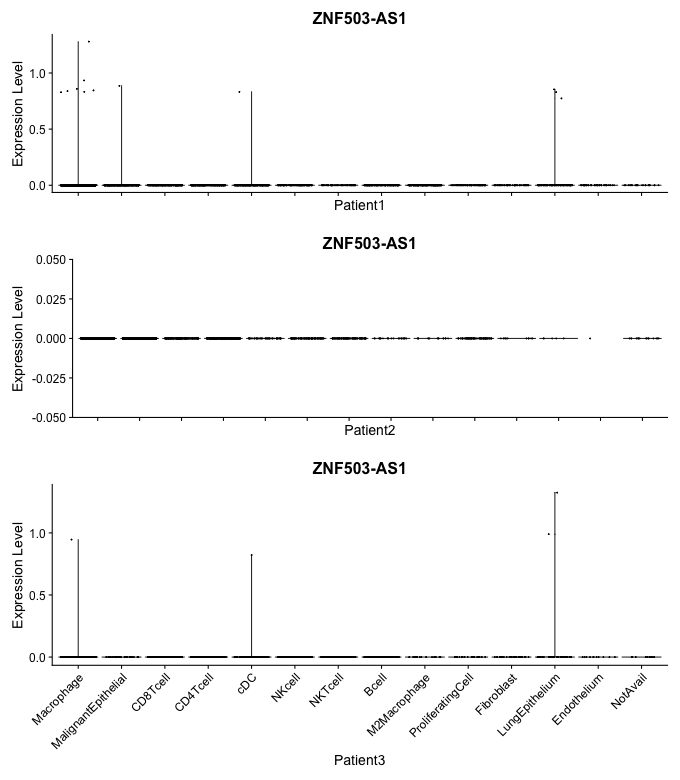 ZNF503-AS1
Expression Level
1.0
0.5
0.0
Patient1
ZNF503-AS1
Expression Level
0.050
0.025
0.000
-0.025
-0.050
Patient2
ZNF503-AS1
Expression Level
1.0
0.5
0.0
Macrophage
MalignantEpithelial
CD8Tcell
CD4Tcell
cDC
NKcell
NKTcell
Bcell
M2Macrophage
ProliferatingCell
Fibroblast
LungEpithelium
Endothelium
NotAvail
Patient3